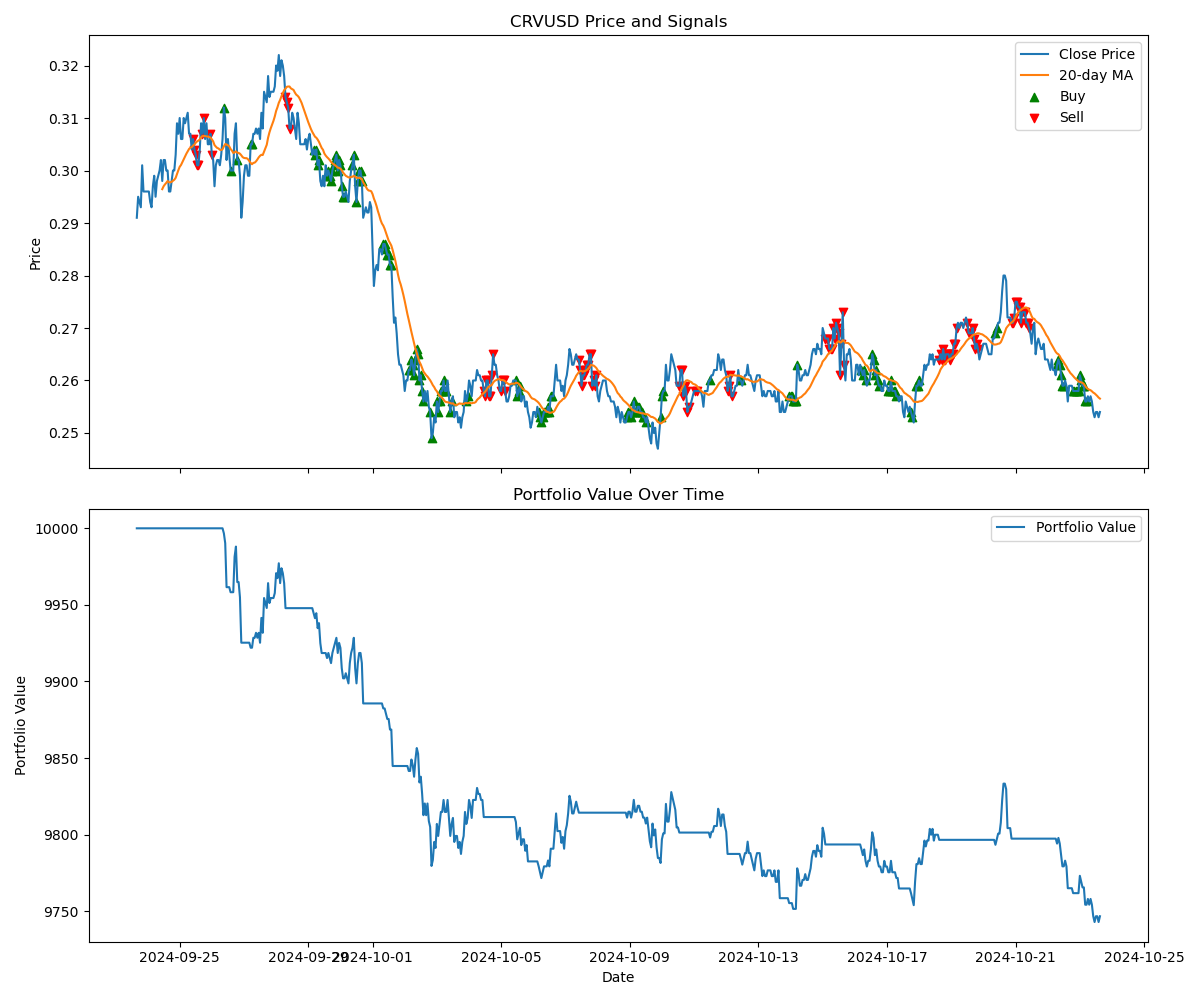 CRVUSD Price and Signals
Price
0.32
0.31
0.30
0.29
0.28
0.27
0.26
0.25
Close Price
20-day MA
Buy
Sell
Portfolio Value Over Time
Portfolio Value
10000
9950
9900
9850
9800
9750
Portfolio Value
2024-09-25
2024-09-29
2024-10-01
2024-10-05
2024-10-09
2024-10-13
2024-10-17
2024-10-21
2024-10-25
Date